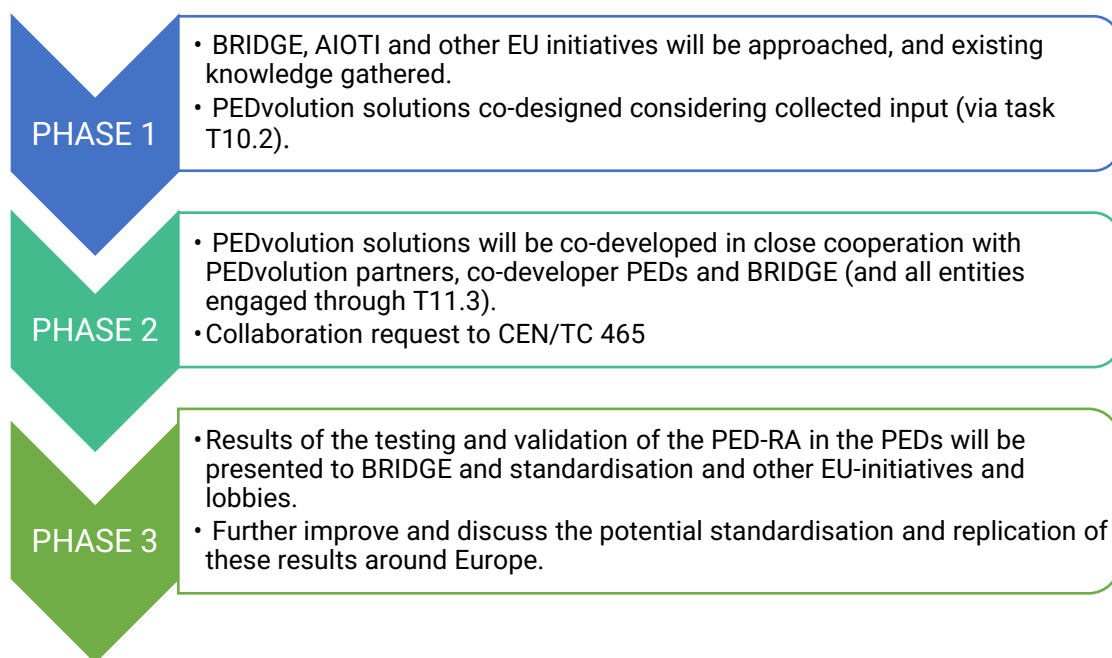 PHASE 1
• BRIDGE, AIOTI and other EU initiatives will be approached, and existing
knowledge gathered.
• PEDvolution solutions co-designed considering collected input (via task
T10.2).
PHASE 2
• PEDvolution solutions will be co-developed in close cooperation with
PEDvolution partners, co-developer PEDs and BRIDGE (and all entities
engaged through T11.3).
•Collaboration request to CEN/TC 465
PHASE 3
•Results of the testing and validation of the PED-RA in the PEDs will be
presented to BRIDGE and standardisation and other EU-initiatives and
lobbies.
• Further improve and discuss the potential standardisation and replication of
these results around Europe.